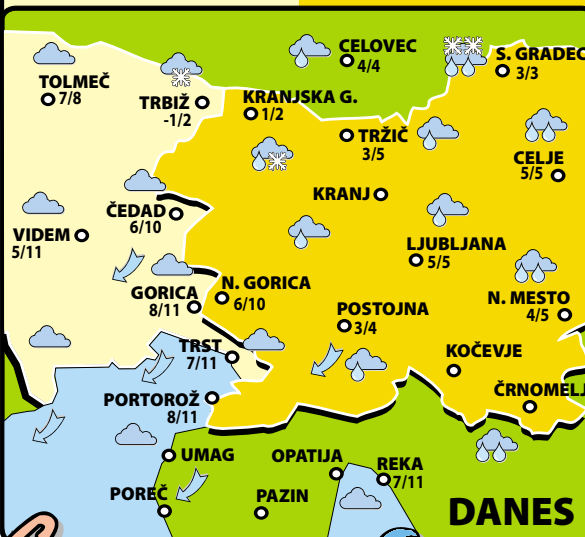 CELOVEC
4/4
S. GRADEC
3/3
TOLMEČ
7/8
TRBIŽ
-1/2
KRANJSKA G.
1/2
TRŽIČ
3/5
CELJE
5/5
KRANJ
ČEDAD
6/10
VIDEM
5/11
LJUBLJANA
5/5
GORICA
8/11
N. GORICA
6/10
POSTOJNA
3/4
N. MESTO
4/5
TRST
7/11
KOČEVJE
PORTOROŽ
8/11
ČRNOMELJ
UMAG
OPATIJA
REKA
7/11
POREČ
PAZIN
DANES